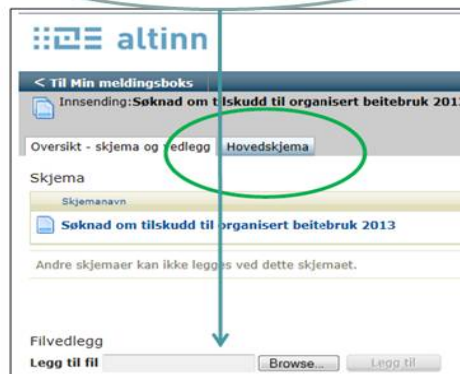 altinn
< Til Min meldingsboks
Innsending:Søknad om tilskudd til organisert beitebruk 201
Oversikt - skjema og vedlegg Hovedskjema
Skjema
Skjemanavn
Søknad om tilskudd til organisert beitebruk 2013
Andre skjemaer kan ikke legges ved dette skjemaet.
Filvedlegg
Legg til fil Browse... Legg til